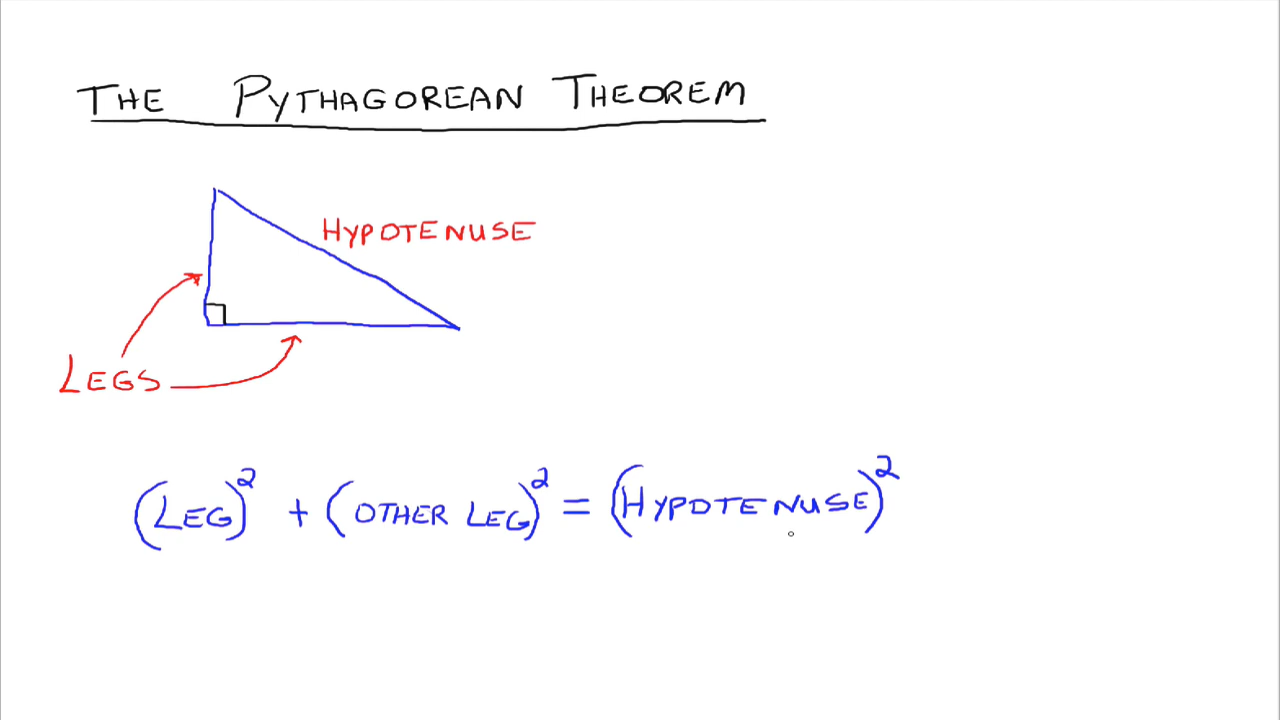 THE PYTHAGOREAN THEOREM
HYPOTENUSE
LEGS
(LEG)² + (OTHER LEG)² = (HYPOTENUSE)²